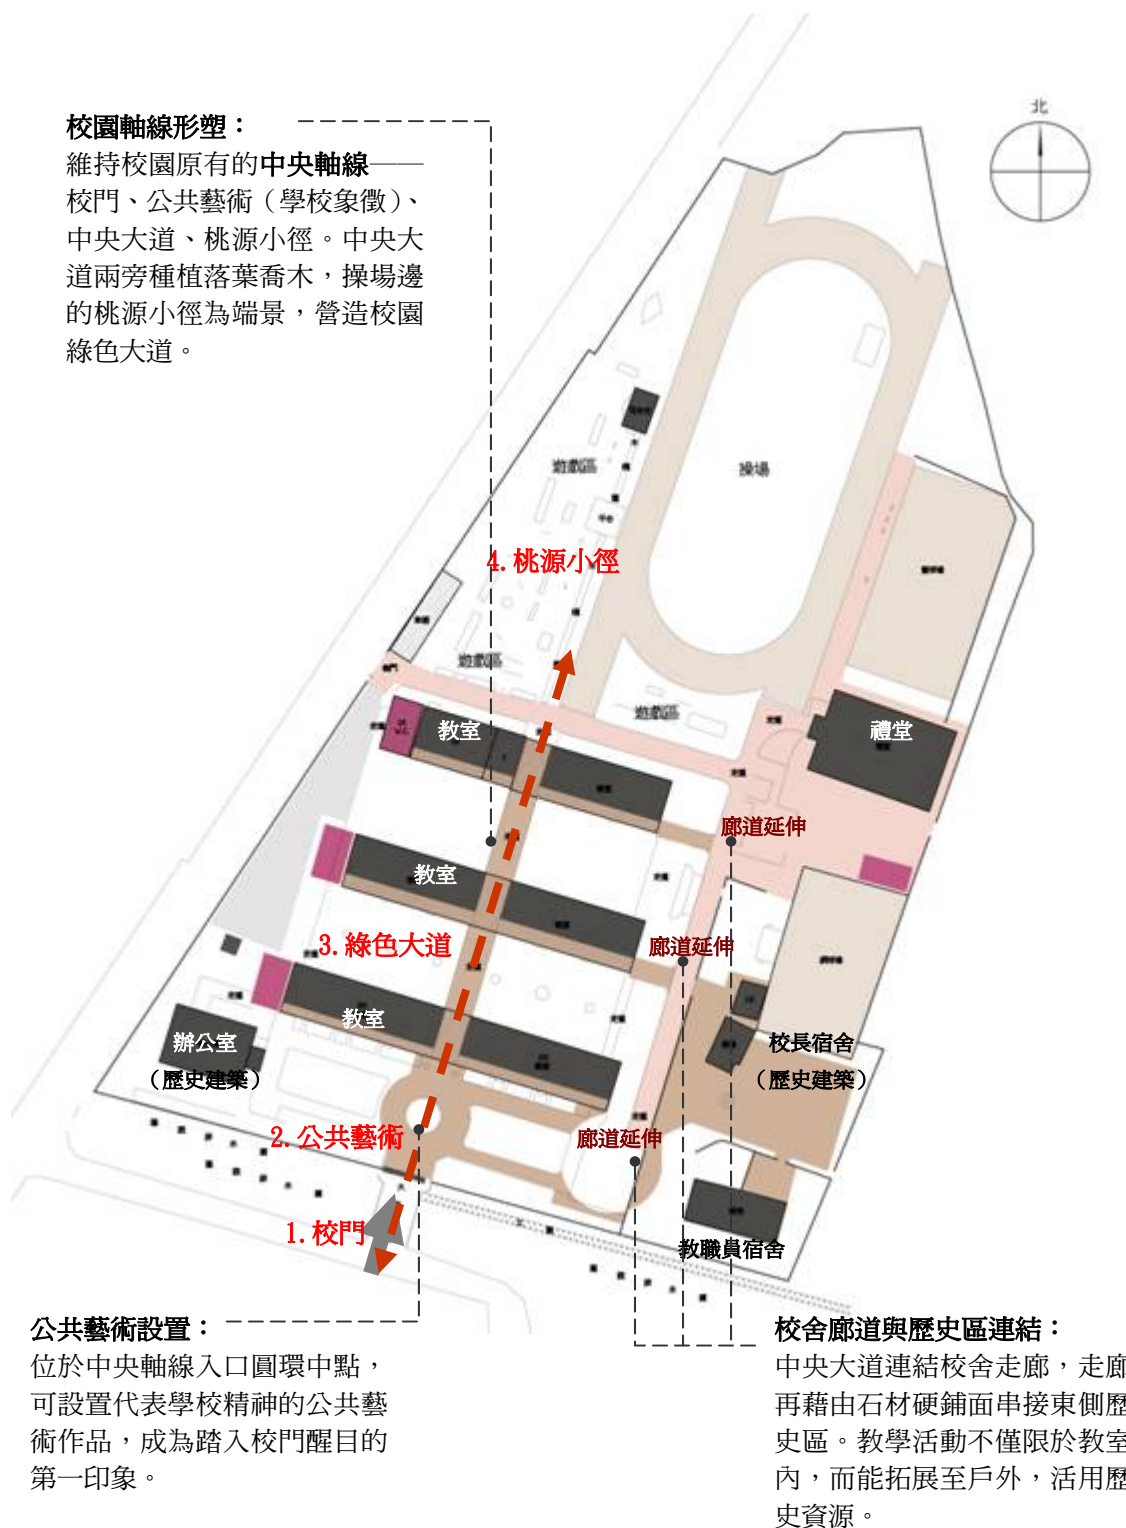 校園軸線形塑：
維持校園原有的中央軸線——
校門、公共藝術（學校象徵）、
中央大道、桃源小徑。中央大
道兩旁種植落葉喬木，操場邊
的桃源小徑為端景，營造校園
綠色大道。
北
遊戲區
操場
4. 桃源小徑
遊戲區
遊戲區
教室
禮堂
廊道延伸
教室
3. 綠色大道
廊道延伸
教室
辦公室
（歷史建築）
校長宿舍
（歷史建築）
2. 公共藝術
廊道延伸
1. 校門
教職員宿舍
公共藝術設置：
位於中央軸線入口圓環中點，
可設置代表學校精神的公共藝
術作品，成為踏入校門醒目的
第一印象。
校舍廊道與歷史區連結：
中央大道連結校舍走廊，走廊
再藉由石材硬鋪面串接東側歷
史區。教學活動不僅限於教室
內，而能拓展至戶外，活用歷
史資源。